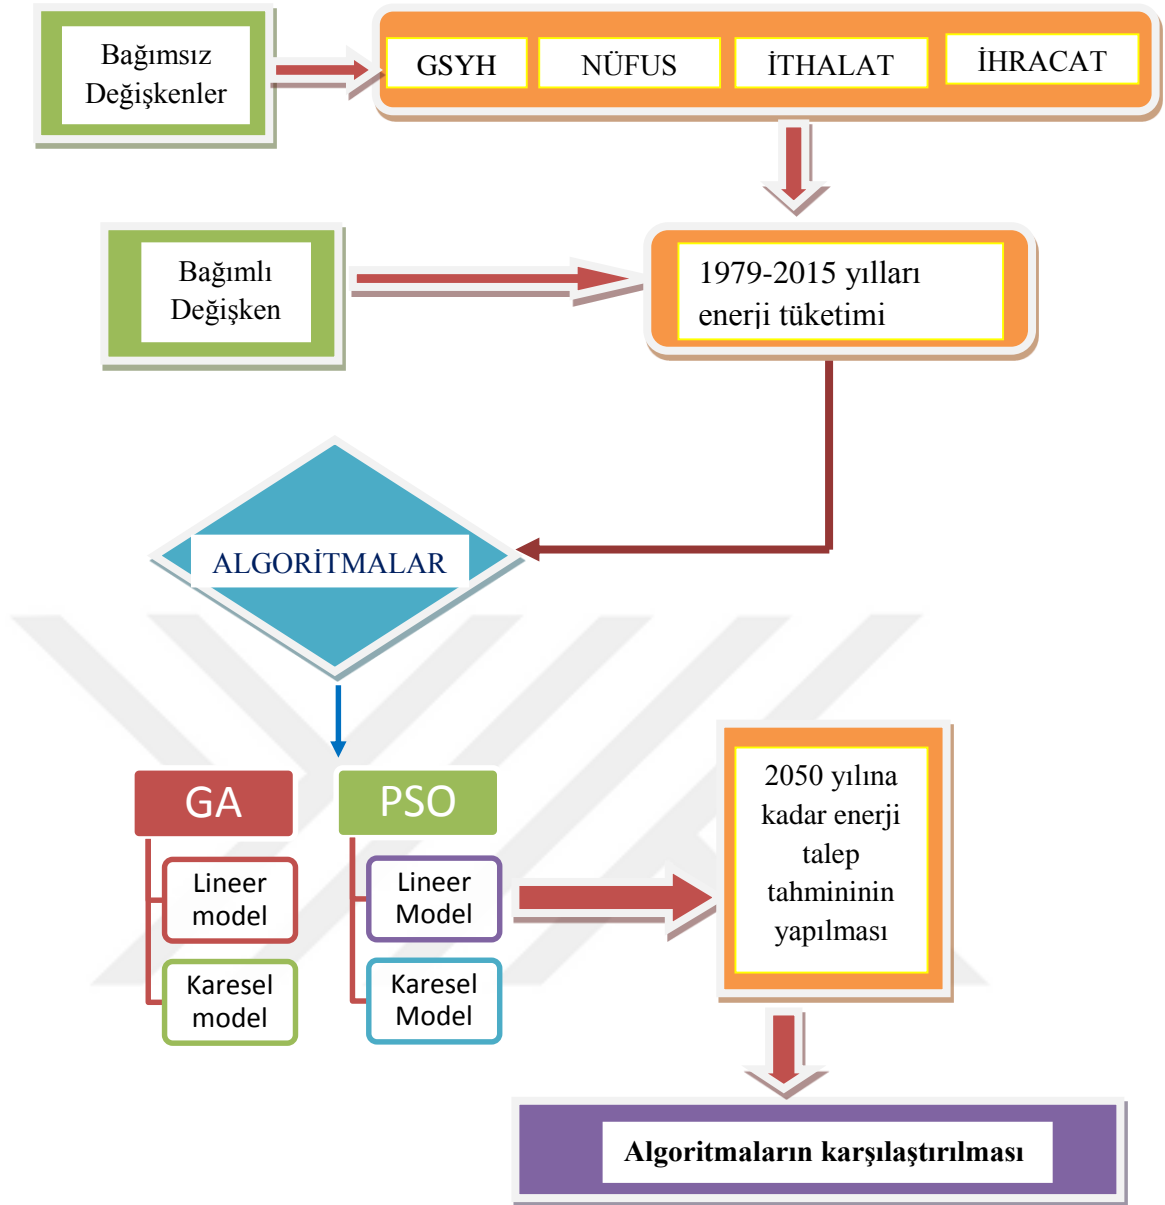 Bağımsız
Değişkenler
GSYH
NÜFUS
İTHALAT
İHRACAT
Bağımlı
Değişken
1979-2015 yılları
enerji tüketimi
ALGORİTMALAR
GA
PSO
Lineer
model
Lineer
Model
Karesel
model
Karesel
Model
2050 yılına
kadar enerji
talep
tahmininin
yapılması
Algoritmaların karşılaştırılması